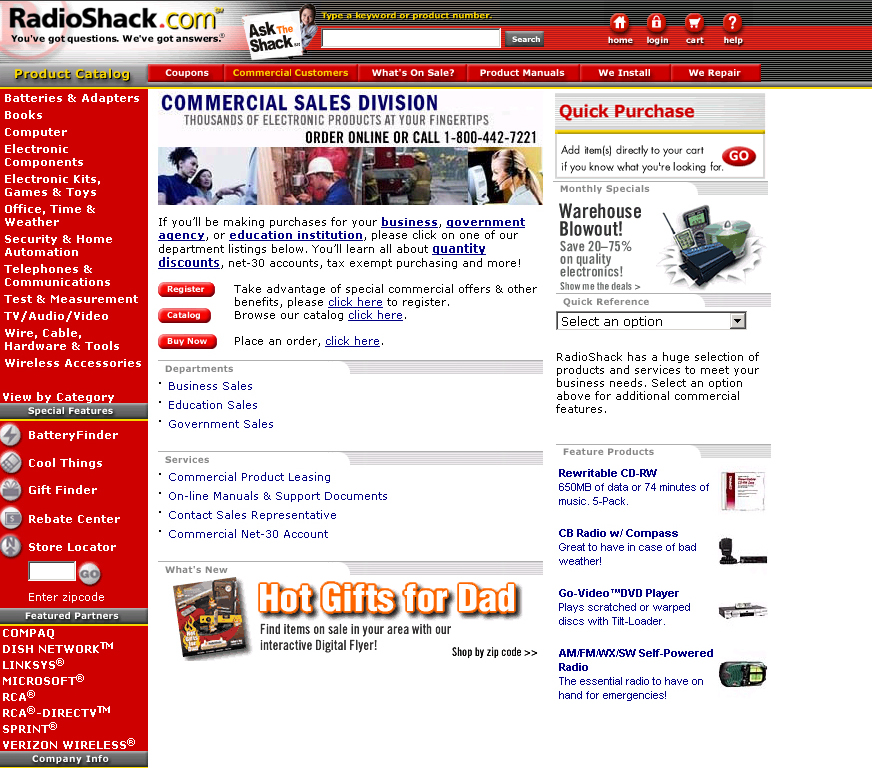 RadioShack.com℠
You've got questions. We've got answers.®
Ask The Shack
Type a keyword or product number.
Search
home login cart help
Product Catalog
Coupons Commercial Customers What's On Sale? Product Manuals We Install We Repair
Batteries & Adapters
Books
Computer
Electronic
Components
Electronic Kits,
Games & Toys
Office, Time &
Weather
Security & Home
Automation
Telephones &
Communications
Test & Measurement
TV/Audio/Video
Wire, Cable,
Hardware & Tools
Wireless Accessories
View by Category
Special Features
BatteryFinder
Cool Things
Gift Finder
Rebate Center
Store Locator
GO
Enter zipcode
Featured Partners
COMPAQ
DISH NETWORK™
LINKSYS®
MICROSOFT®
RCA®
RCA®-DIRECTV™
SPRINT®
VERIZON WIRELESS®
Company Info
COMMERCIAL SALES DIVISION
THOUSANDS OF ELECTRONIC PRODUCTS AT YOUR FINGERTIPS
ORDER ONLINE OR CALL 1-800-442-7221
If you'll be making purchases for your business, government
agency, or education institution, please click on one of our
department listings below. You'll learn all about quantity
discounts, net-30 accounts, tax exempt purchasing and more!
Register Take advantage of special commercial offers & other
benefits, please click here to register.
Catalog Browse our catalog click here.
Buy Now Place an order, click here.
Departments
· Business Sales
· Education Sales
· Government Sales
Services
· Commercial Product Leasing
· On-line Manuals & Support Documents
· Contact Sales Representative
· Commercial Net-30 Account
What's New
Hot Gifts for Dad
Find items on sale in your area with our
interactive Digital Flyer!
Shop by zip code >>
Quick Purchase
Add item(s) directly to your cart
if you know what you're looking for.
GO
Monthly Specials
Warehouse
Blowout!
Save 20–75%
on quality
electronics!
Show me the deals >
Quick Reference
Select an option
RadioShack has a huge selection of
products and services to meet your
business needs. Select an option
above for additional commercial
features.
Feature Products
Rewritable CD-RW
650MB of data or 74 minutes of
music. 5-Pack.
CB Radio w/ Compass
Great to have in case of bad
weather!
Go-Video™DVD Player
Plays scratched or warped
discs with Tilt-Loader.
AM/FM/WX/SW Self-Powered
Radio
The essential radio to have on
hand for emergencies!